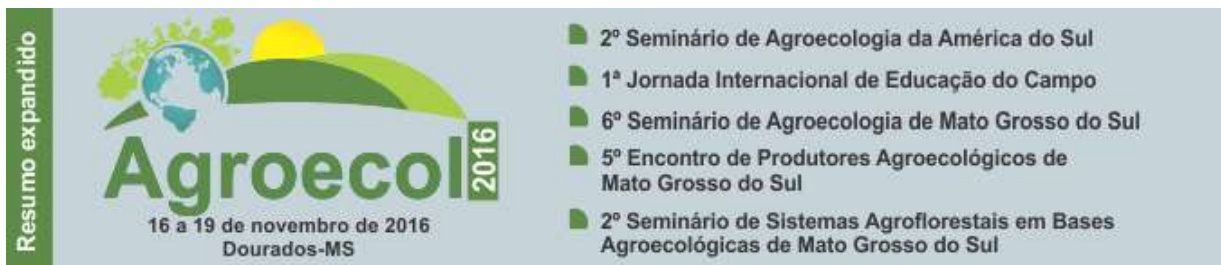 Resumo expandido
Agroecol 2016
16 a 19 de novembro de 2016
Dourados-MS
2º Seminário de Agroecologia da América do Sul
1ª Jornada Internacional de Educação do Campo
6º Seminário de Agroecologia de Mato Grosso do Sul
5º Encontro de Produtores Agroecológicos de
Mato Grosso do Sul
2º Seminário de Sistemas Agroflorestais em Bases
Agroecológicas de Mato Grosso do Sul